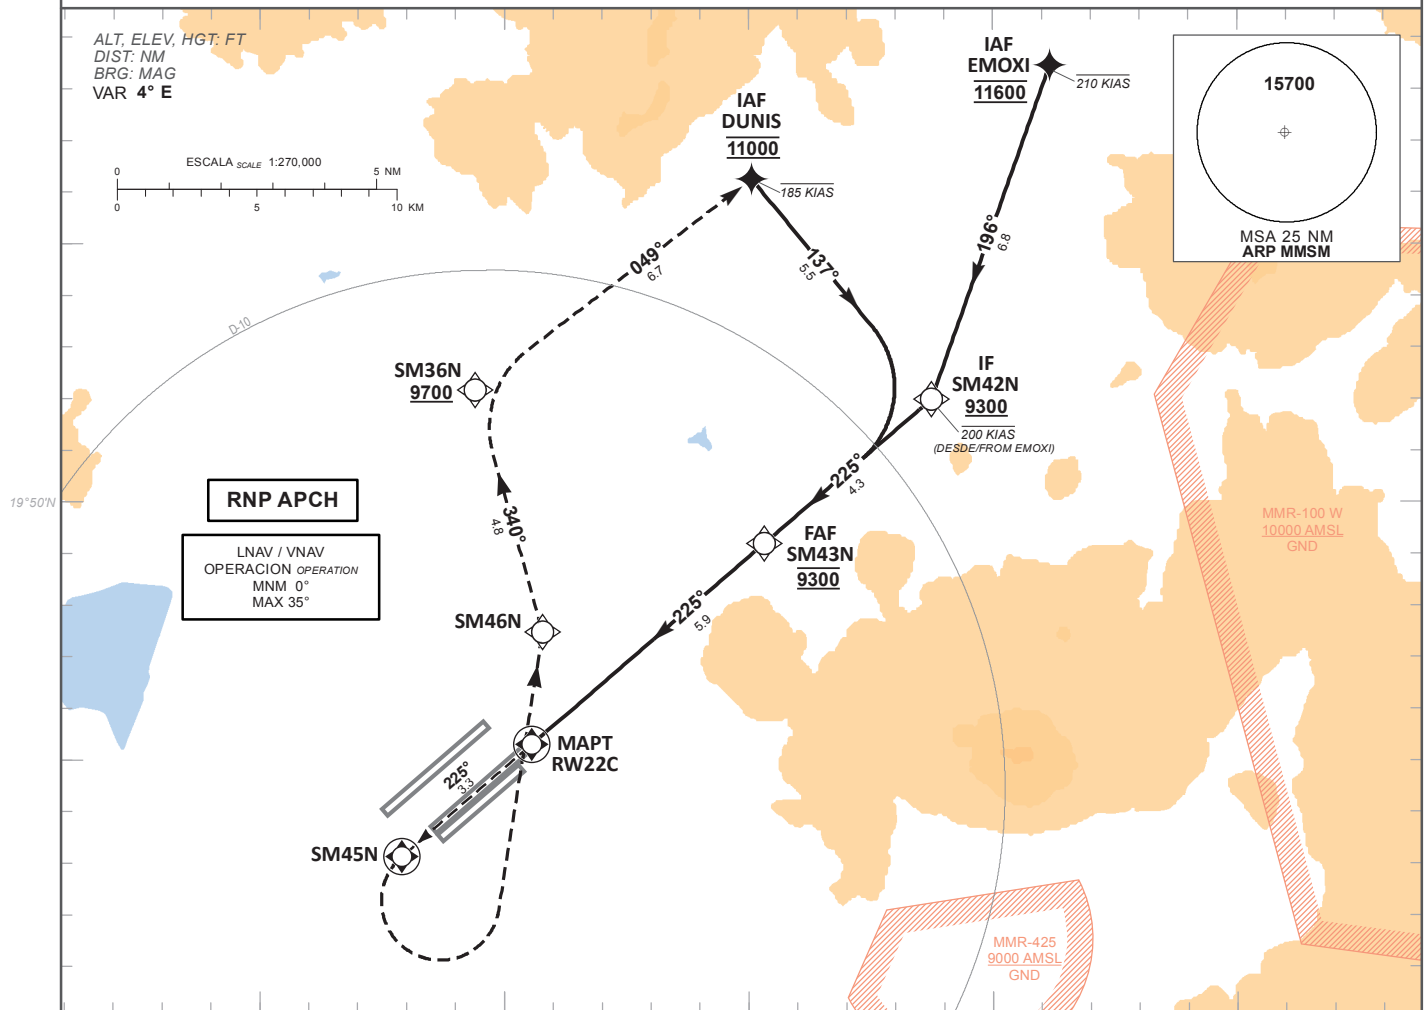 ALT, ELEV, HGT: FT
DIST: NM
BRG: MAG
VAR 4° E
ESCALA SCALE 1:270,000
0
5 NM
0
5
10 KM
IAF
DUNIS
11000
185 KIAS
IAF
EMOXI
11600
210 KIAS
15700
MSA 25 NM
ARP MMSM
049°
6.7
137°
5.5
196°
6.8
D-10
SM36N
9700
IF
SM42N
9300
200 KIAS
(DESDE/FROM EMOXI)
225°
4.3
19°50'N
RNP APCH
LNAV / VNAV
OPERACION OPERATION
MNM 0°
MAX 35°
340°
4.8
FAF
SM43N
9300
MMR-100 W
10000 AMSL
GND
SM46N
225°
5.9
MAPT
RW22C
225°
3.3
SM45N
MMR-425
9000 AMSL
GND